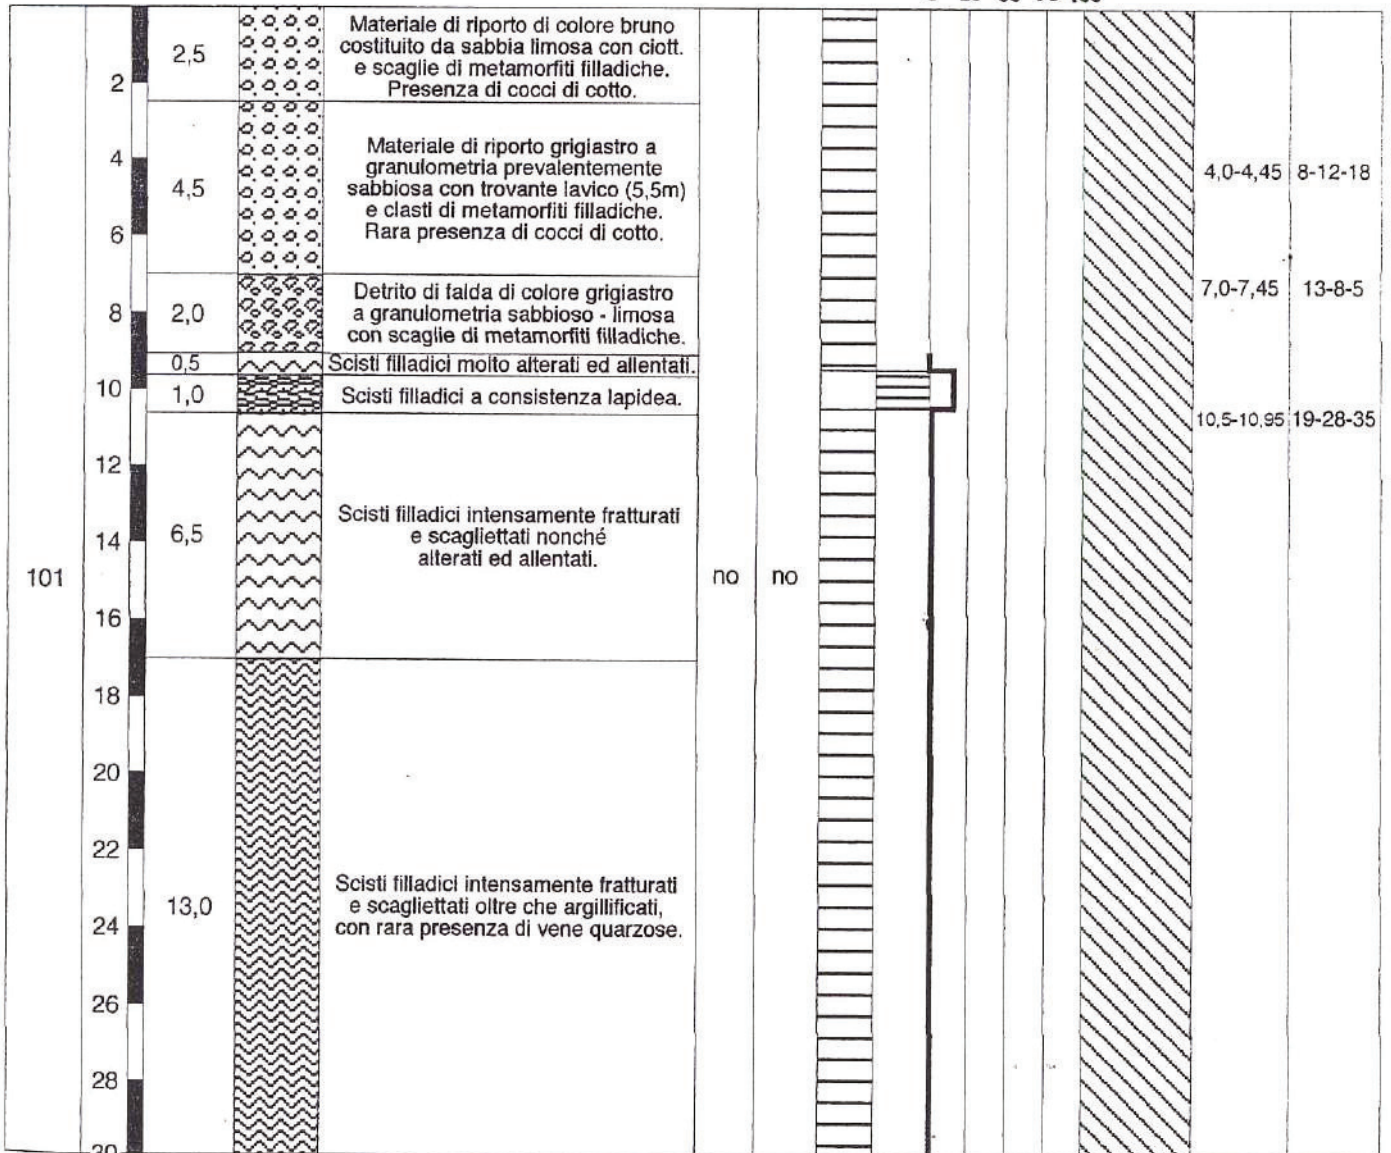 2,5
Materiale di riporto di colore bruno
costituito da sabbia limosa con ciott.
e scaglie di metamorfiti filladiche.
Presenza di cocci di cotto.
2
4
4,5
Materiale di riporto grigiastro a
granulometria prevalentemente
sabbiosa con trovante lavico (5,5m)
e clasti di metamorfiti filladiche.
Rara presenza di cocci di cotto.
4,0-4,45 8-12-18
6
8
2,0
Detrito di falda di colore grigiastro
a granulometria sabbioso - limosa
con scaglie di metamorfiti filladiche.
7,0-7,45 13-8-5
0,5
Scisti filladici molto alterati ed allentati.
10
1,0
Scisti filladici a consistenza lapidea.
10,5-10,95 19-28-35
12
6,5
Scisti filladici intensamente fratturati
e scagliettati nonché
alterati ed allentati.
14
101
no no
16
18
20
22
13,0
Scisti filladici intensamente fratturati
e scagliettati oltre che argillificati,
con rara presenza di vene quarzose.
24
26
28